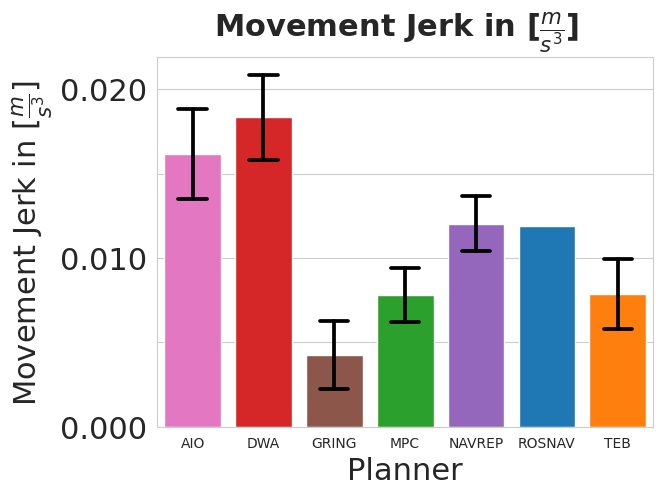 Movement Jerk in [m/s³]
Movement Jerk in [m/s³]
0.020
0.010
0.000
AIO DWA GRING MPC NAVREP ROSNAV TEB
Planner